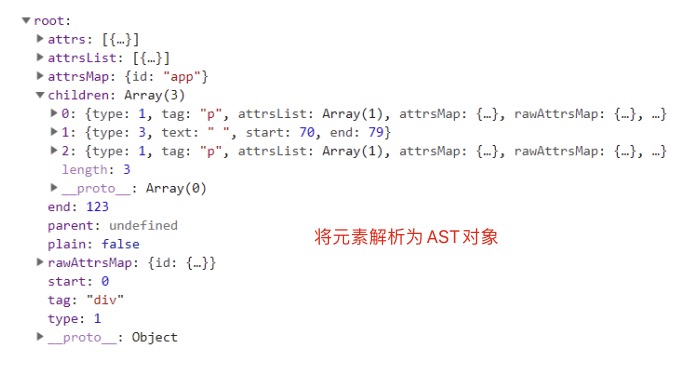 ▼root:
▶attrs: [{…}]
▶attrsList: [{…}]
▶attrsMap: {id: "app"}
▼children: Array(3)
▶0: {type: 1, tag: "p", attrsList: Array(1), attrsMap: {…}, rawAttrsMap: {…}, …}
▶1: {type: 3, text: " ", start: 70, end: 79}
▶2: {type: 1, tag: "p", attrsList: Array(1), attrsMap: {…}, rawAttrsMap: {…}, …}
length: 3
▶__proto__: Array(0)
end: 123
parent: undefined
plain: false
▶rawAttrsMap: {id: {…}}
start: 0
tag: "div"
type: 1
▶__proto__: Object
将元素解析为 AST 对象